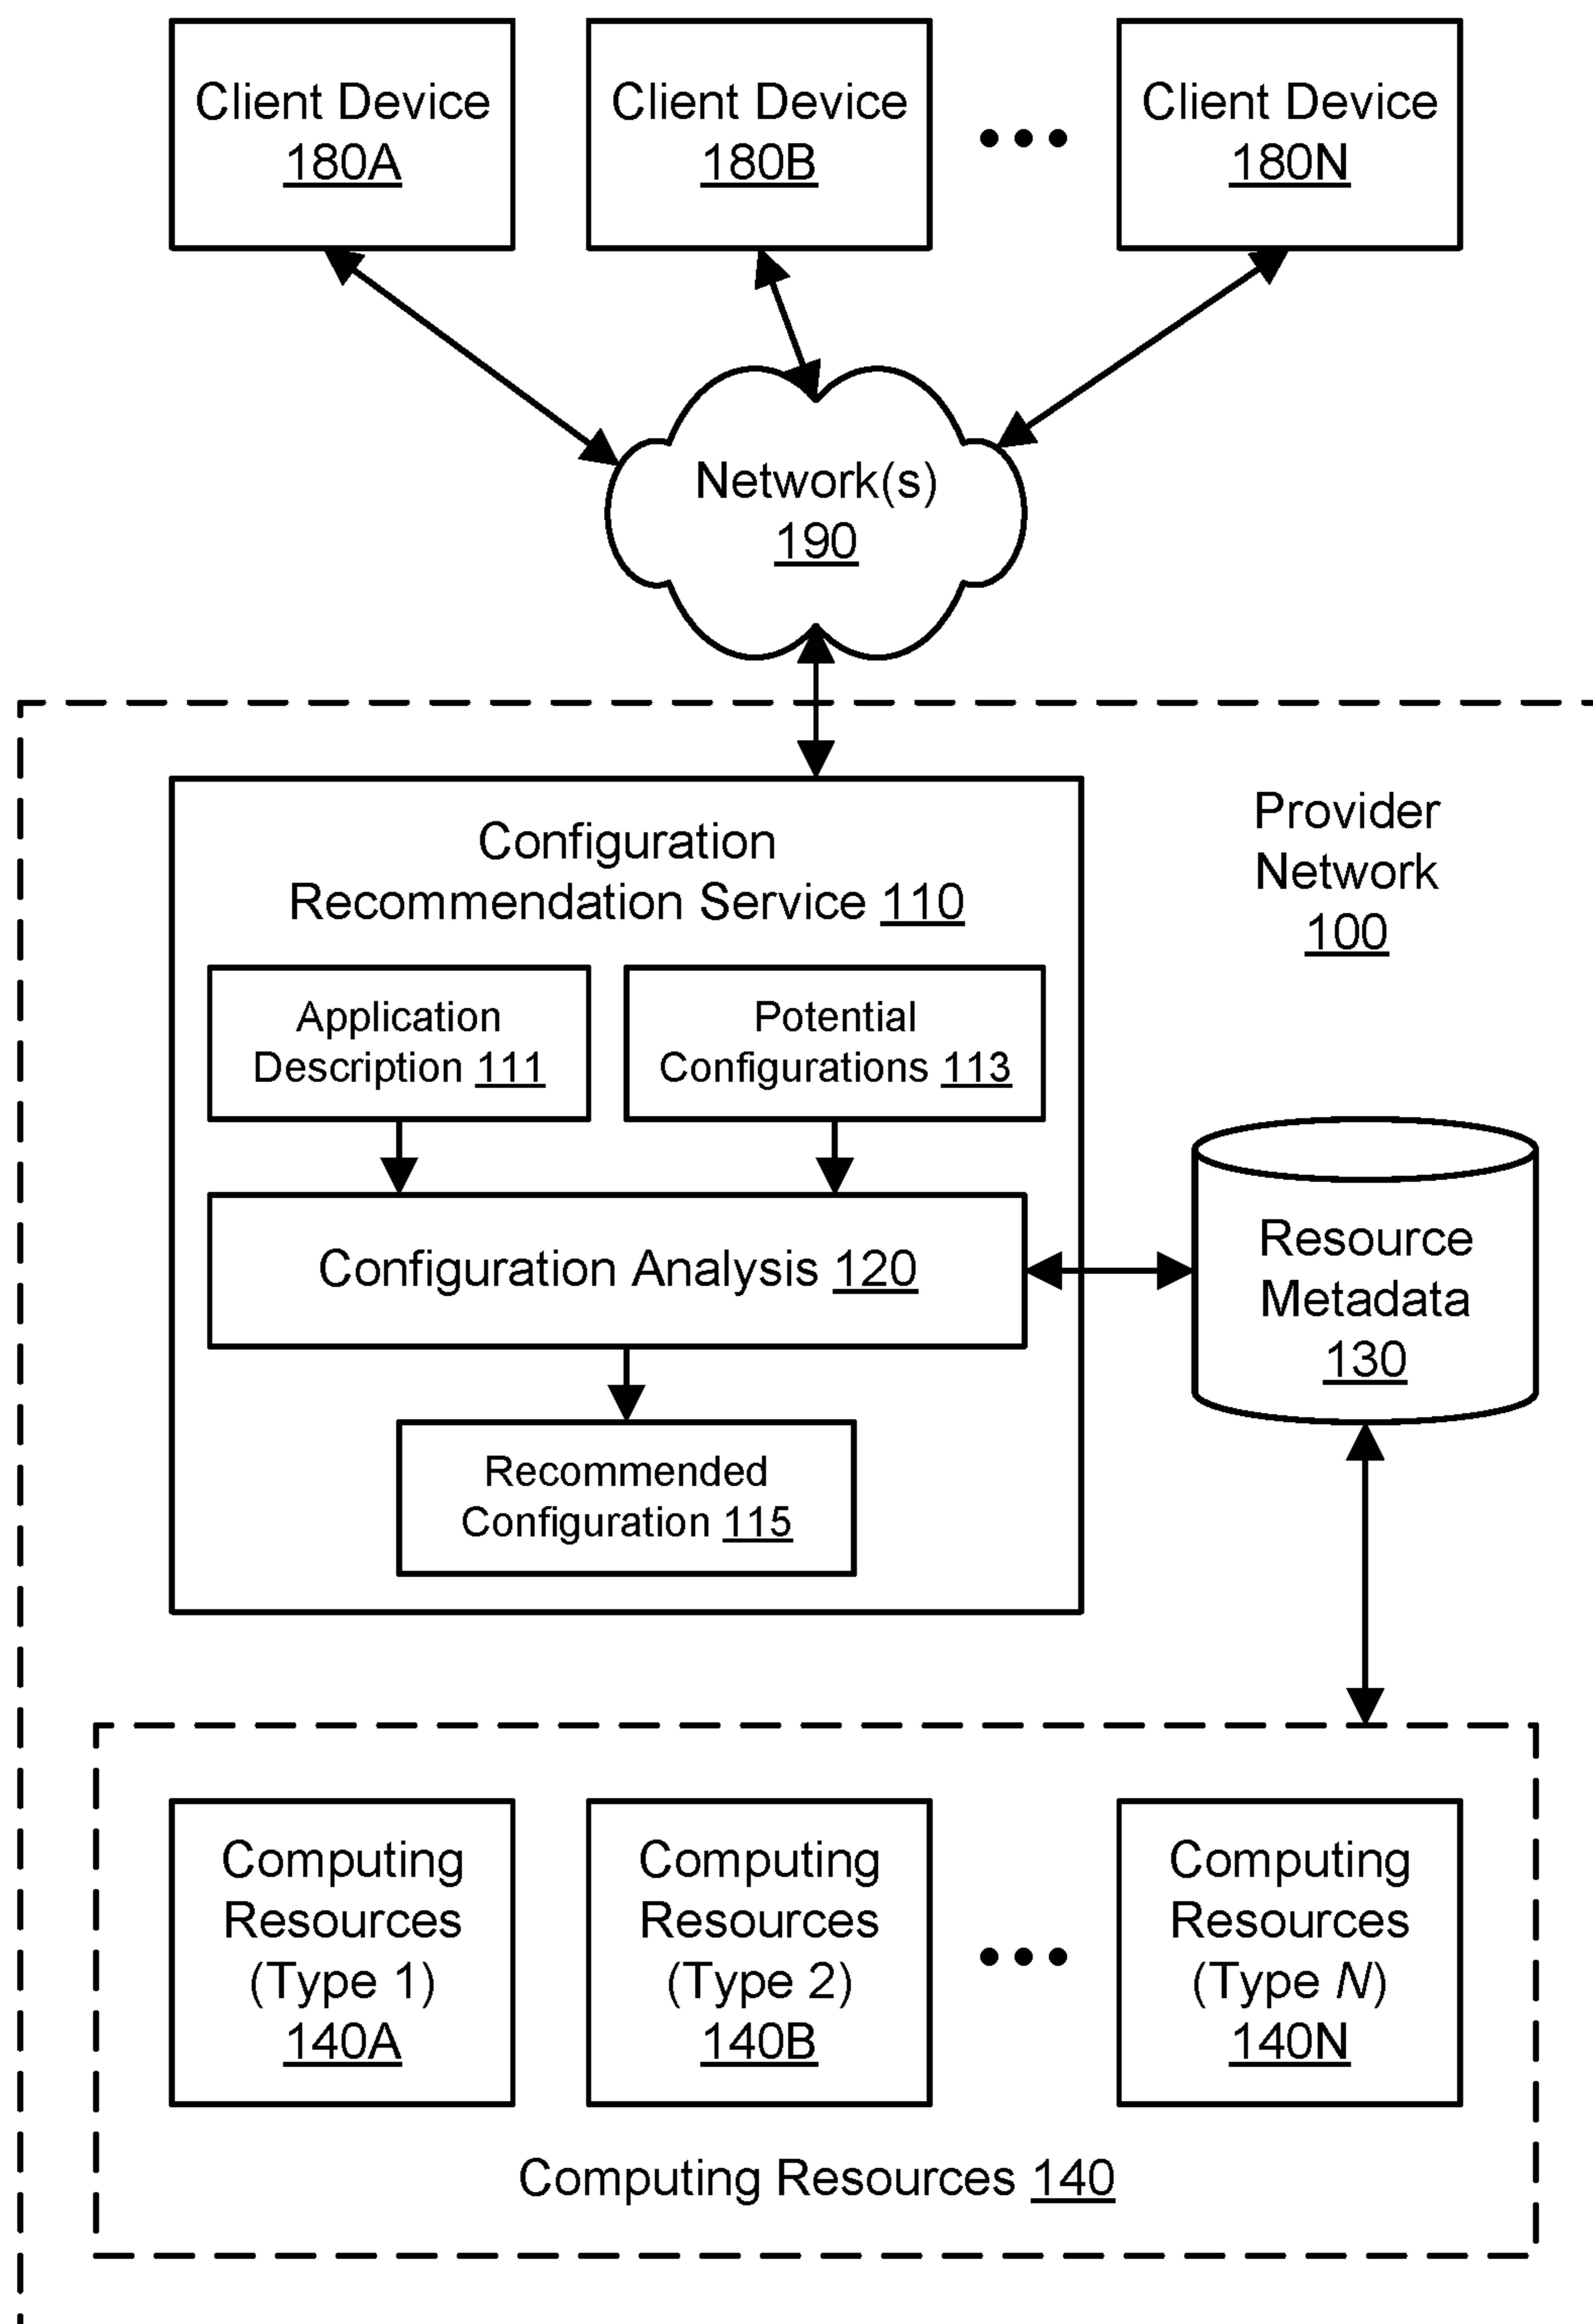 Client Device
180A
Client Device
180B
Client Device
180N
Network(s)
190
Provider
Network
100
Configuration
Recommendation Service 110
Application
Description 111
Potential
Configurations 113
Configuration Analysis 120
Resource
Metadata
130
Recommended
Configuration 115
Computing
Resources
(Type 1)
140A
Computing
Resources
(Type 2)
140B
Computing
Resources
(Type N)
140N
Computing Resources 140